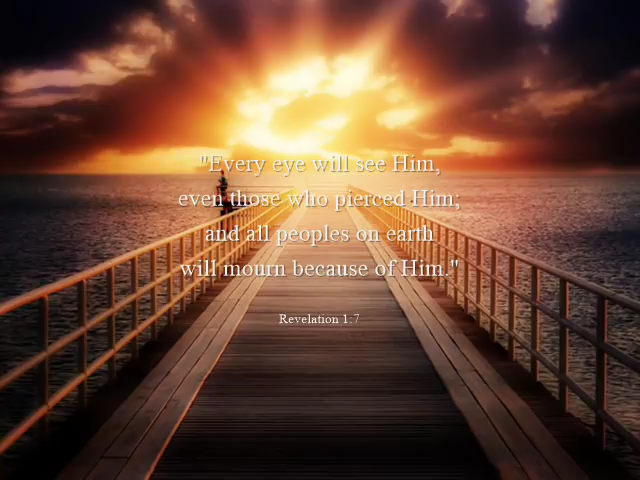 "Every eye will see Him,
even those who pierced Him;
and all peoples on earth
will mourn because of Him."
Revelation 1:7